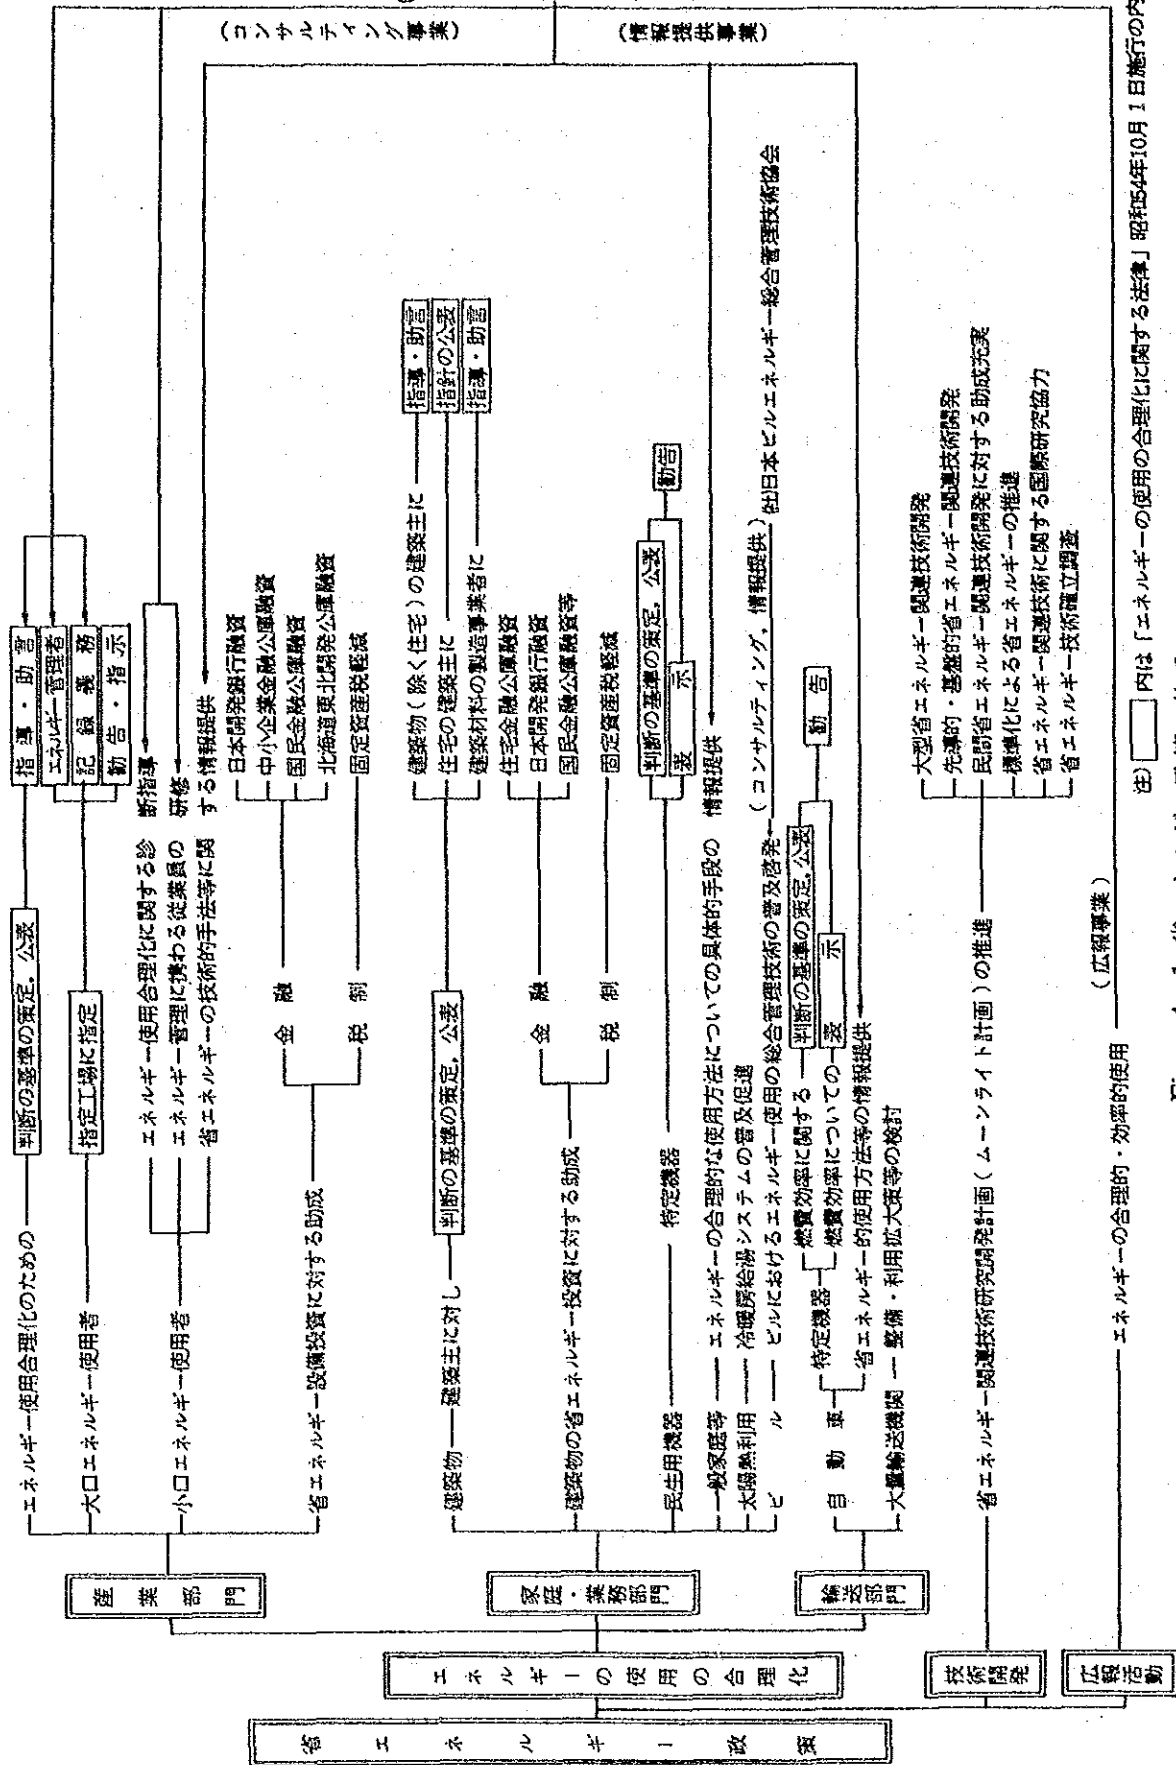 省エネルギー政策
エネルギーの使用の合理化
技術開発
広報活動
産業部門
家庭・業務部門
輸送部門
エネルギー使用合理化のための
判断の基準の策定,公表
指導・助言
大口エネルギー使用者
指定工場に指定
エネルギー管理者
記録義務
勧告・指示
小口エネルギー使用者
エネルギー使用合理化に関する診断指導
エネルギー管理に携わる従業員の研修
省エネルギーの技術的手法等に関する情報提供
省エネルギー設備投資に対する助成
金融
日本開発銀行融資
中小企業金融公庫融資
国民金融公庫融資
北海道東北開発公庫融資
税制
固定資産税軽減
建築物
建築主に対し
判断の基準の策定,公表
建築物(除く住宅)の建築主に
指導・助言
住宅の建築主に
指針の公表
建築材料の製造事業者に
指導・助言
建築物の省エネルギー投資に対する助成
金融
住宅金融公庫融資
日本開発銀行融資
国民金融公庫融資等
税制
固定資産税軽減
民生用機器
特定機器
判断の基準の策定,公表
表示
勧告
一般家庭等
エネルギーの合理的な使用方法についての具体的手段の情報提供
太陽熱利用
冷暖房給湯システムの普及促進
ビル
ビルにおけるエネルギー使用の総合管理技術の普及啓発
(コンサルティング,情報提供)
社日本ビルエネルギー総合管理技術協会
自動車
特定機器
燃費効率に関する
判断の基準の策定,公表
燃費効率についての
表示
勧告
省エネルギー的使用方法等の情報提供
大量輸送機関
整備・利用拡大策等の検討
省エネルギー関連技術研究開発計画(ムーンライト計画)の推進
大型省エネルギー関連技術開発
先導的・基盤的省エネルギー関連技術開発
民間省エネルギー関連技術開発に対する助成充実
標準化による省エネルギーの推進
省エネルギー関連技術に関する国際研究協力
省エネルギー技術確立調査
エネルギーの合理的・効率的使用
(広報事業)
(コンサルティング事業)
(情報提供事業)
注) 内は「エネルギーの使用の合理化に関する法律」昭和54年10月1日施行の内